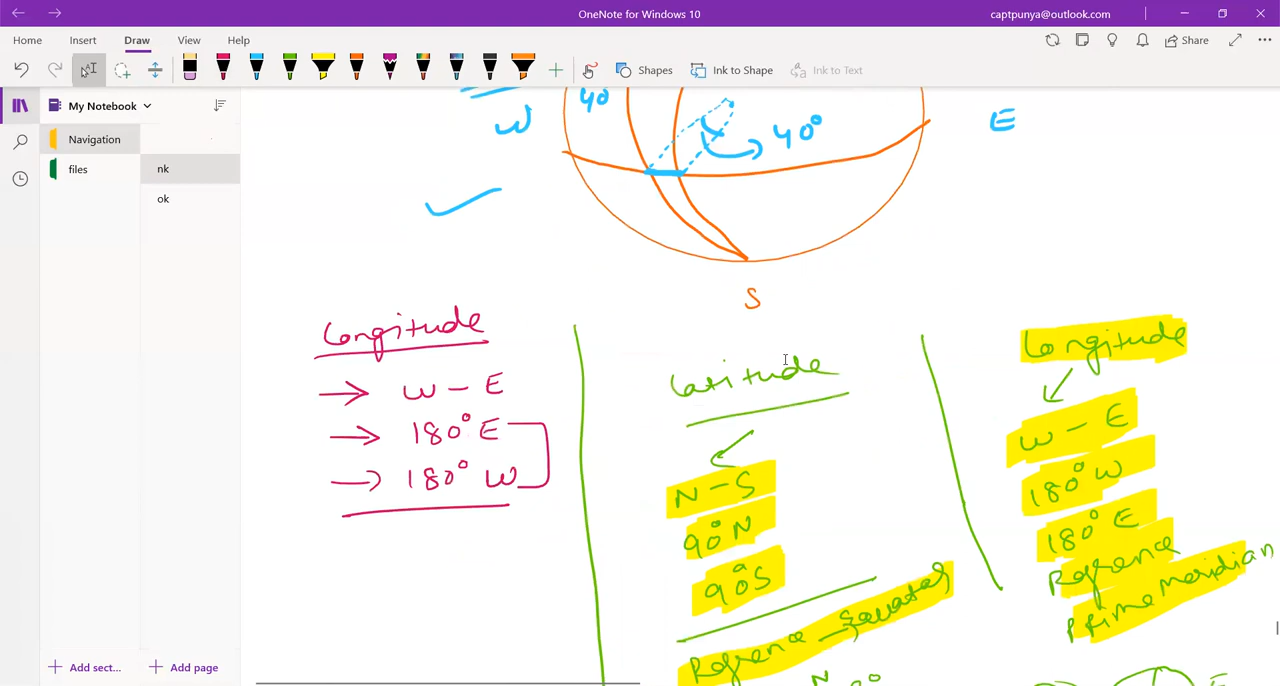 OneNote for Windows 10
captpunya@outlook.com
Home
Insert
Draw
View
Help
Share
Shapes
Ink to Shape
Ink to Text
My Notebook
Navigation
files
nk
ok
Add sect...
Add page
40
W
40°
E
S
Longitude
W - E
180° E
180° W
Latitude
N - S
90° N
90° S
Reference - Equator
N
Longitude
W - E
180° W
180° E
Reference
Prime Meridian
E